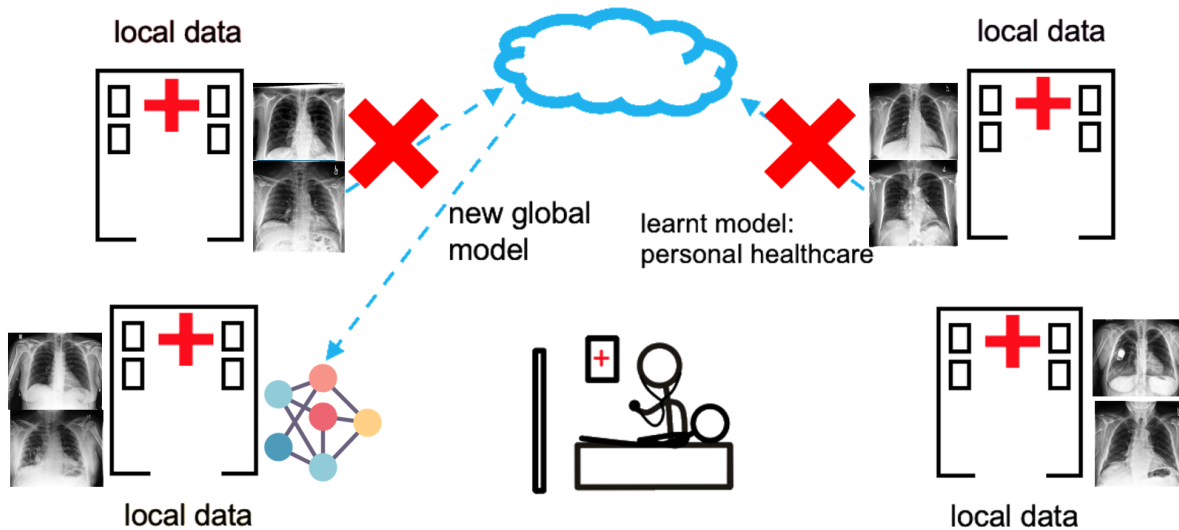 local data
local data
new global
model
learnt model:
personal healthcare
local data
local data